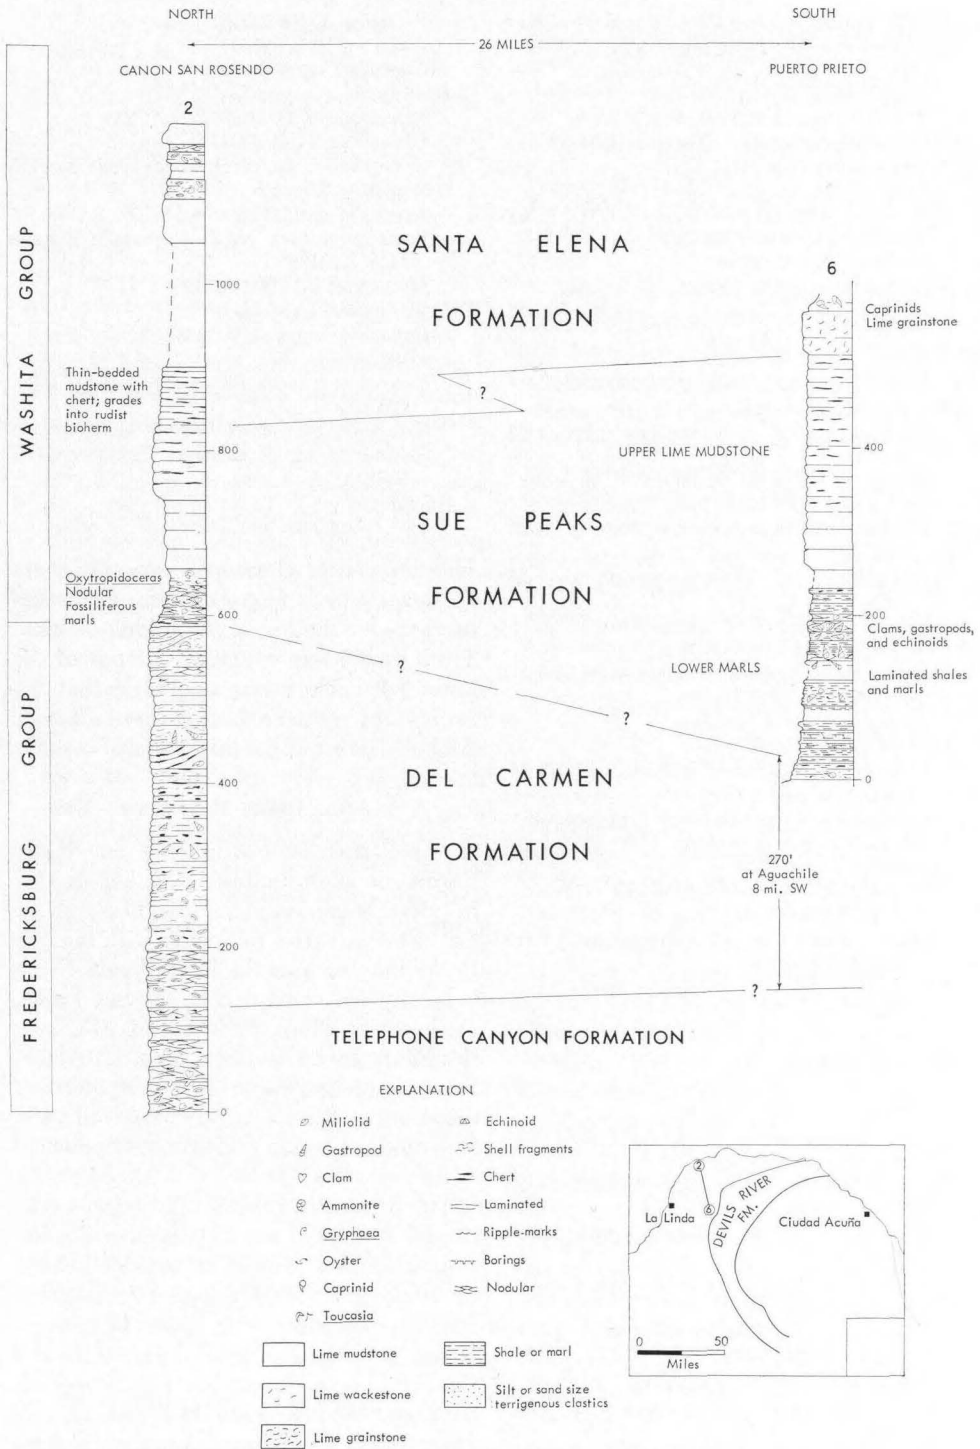 NORTH
SOUTH
26 MILES
CANON SAN ROSENDO
PUERTO PRIETO
2
WASHITA GROUP
FREDERICKSBURG GROUP
1000
Thin-bedded
mudstone with
chert; grades
into rudist
bioherm
800
Oxytropidoceras
Nodular
Fossiliferous
marls
600
400
200
0
SANTA ELENA
FORMATION
?
UPPER LIME MUDSTONE
SUE PEAKS
FORMATION
?
LOWER MARLS
?
DEL CARMEN
FORMATION
?
TELEPHONE CANYON FORMATION
6
Caprinids
Lime grainstone
400
200
Clams, gastropods,
and echinoids
Laminated shales
and marls
0
270'
at Aguachile
8 mi. SW
EXPLANATION
Miliolid
Gastropod
Clam
Ammonite
Gryphaea
Oyster
Caprinid
Toucasia
Echinoid
Shell fragments
Chert
Laminated
Ripple-marks
Borings
Nodular
Lime mudstone
Lime wackestone
Lime grainstone
Shale or marl
Silt or sand size
terrigenous clastics
2
6
La Linda
DEVILS RIVER
FM.
Ciudad Acuña
0 50
Miles